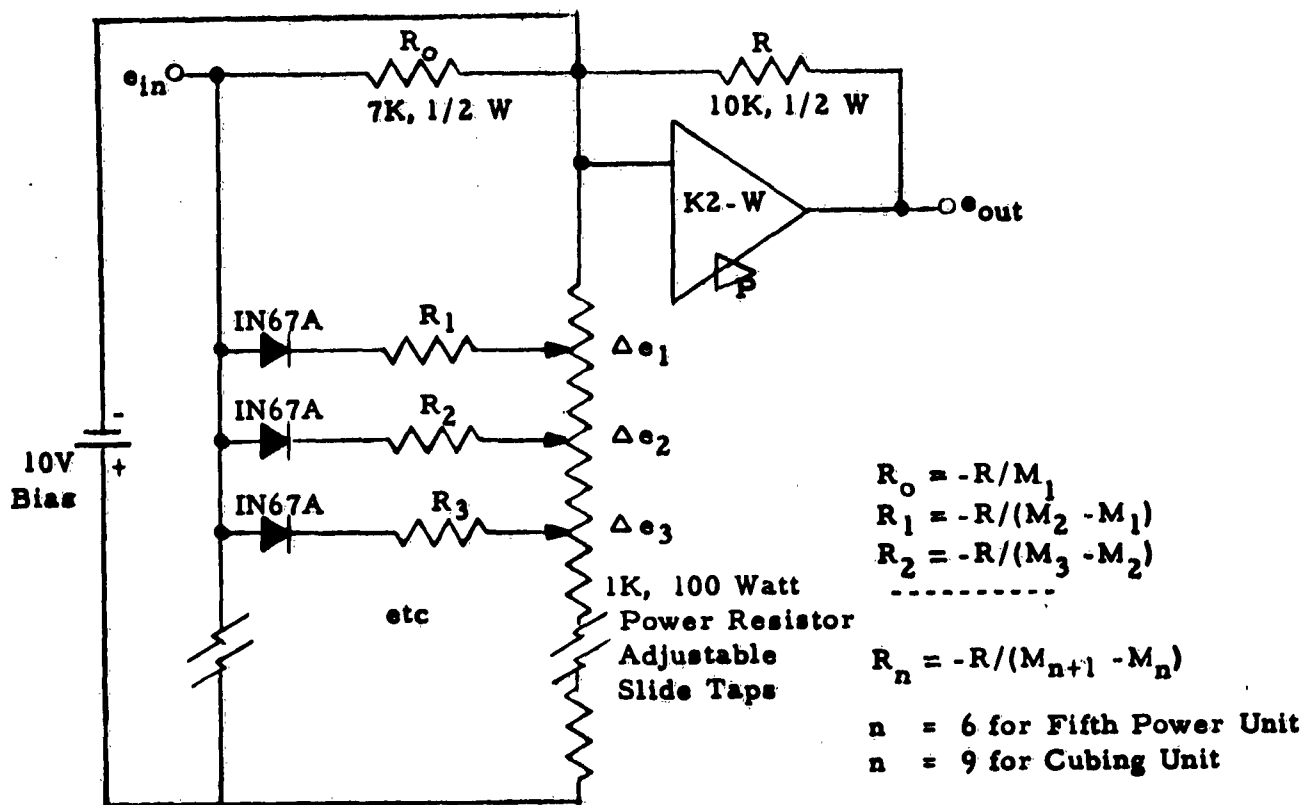 R_o
R
e_in
7K, 1/2 W
10K, 1/2 W
K2-W
P
e_out
IN67A
R_1
Δe_1
IN67A
R_2
Δe_2
-
10V
+
Bias
IN67A
R_3
Δe_3
R_o = -R/M_1
R_1 = -R/(M_2 -M_1)
R_2 = -R/(M_3 -M_2)
----------
1K, 100 Watt
Power Resistor
Adjustable
Slide Taps
etc
R_n = -R/(M_n+1 -M_n)
n = 6 for Fifth Power Unit
n = 9 for Cubing Unit